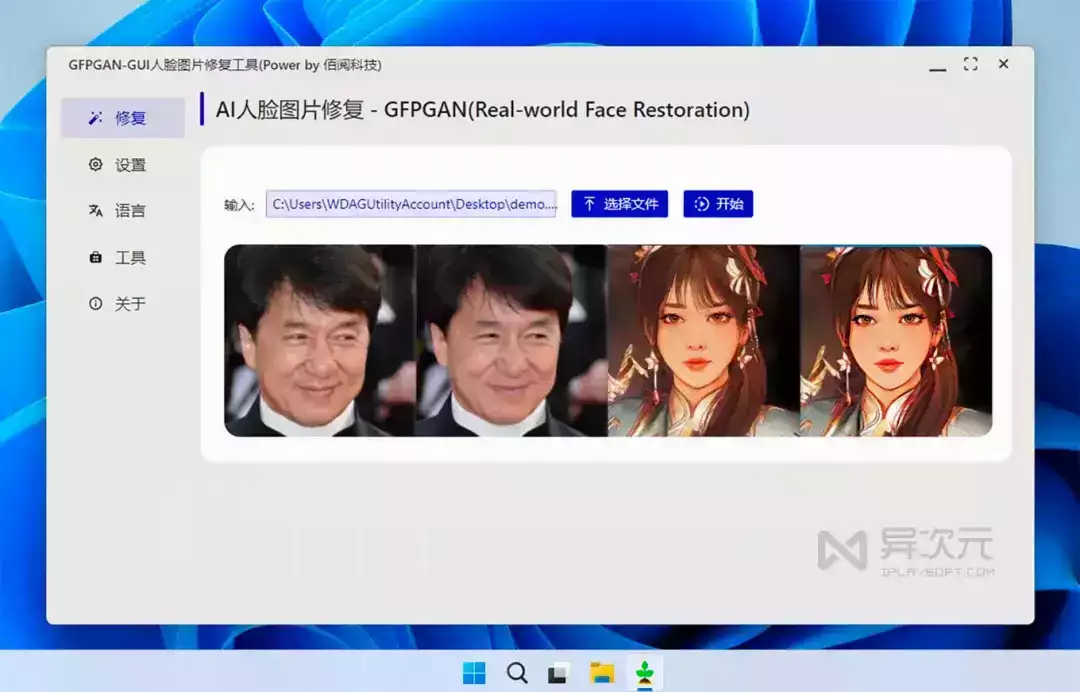 GFPGAN-GUI人脸图片修复工具(Power by 佰阅科技)
修复
设置
语言
工具
关于
AI人脸图片修复 - GFPGAN(Real-world Face Restoration)
输入: C:\Users\WDAGUtilityAccount\Desktop\demo.... 选择文件 开始
异次元
IPLAYSOFT.COM